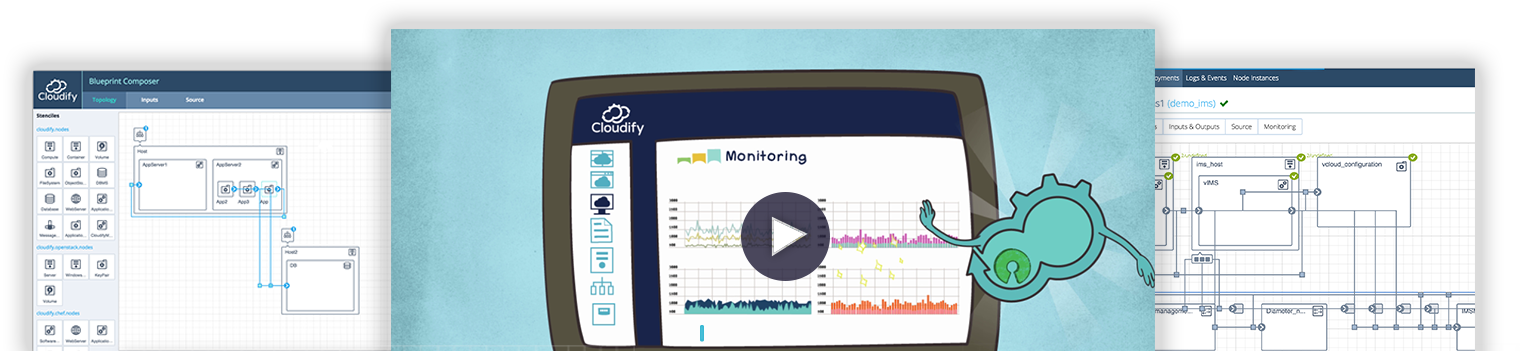 Cloudify
Blueprint Composer
Topology Inputs Source
Stenciles
cloudify.nodes
Compute Container Volume
FileSystem ObjectSto... DBMS
Database WebServer Applicatio...
Message... Applicatio... CloudifyM...
cloudify.openstack.nodes
Server Windows... KeyPair
Volume
cloudify.chef.nodes
Software... WebServer Applicatio...
Host
AppServer1
AppServer2
App2 App3 App
Host2
DB
Cloudify
Monitoring
Logs & Events Node Instances
s1 (demo_ims)
Inputs & Outputs Source Monitoring
ims_host
vIMS
vcloud_configuration
manageme...
Diameter_n...